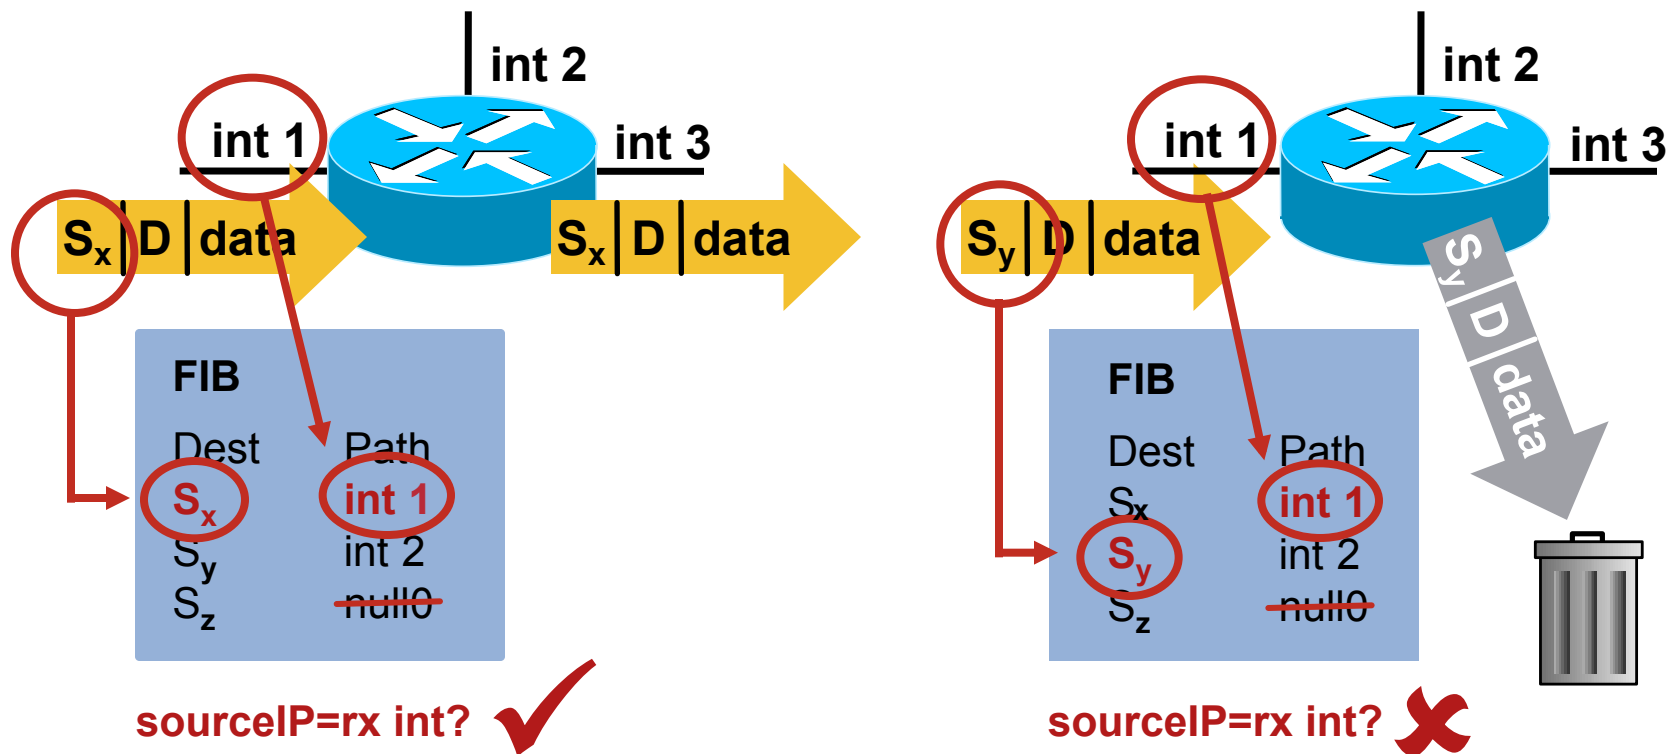 int 2
int 1
int 3
Sx D data
Sx D data
FIB
Dest Path
Sx int 1
Sy int 2
Sz null0
sourceIP=rx int?
int 2
int 1
int 3
Sy D data
Sy D data
FIB
Dest Path
Sx int 1
Sy int 2
Sz null0
sourceIP=rx int?